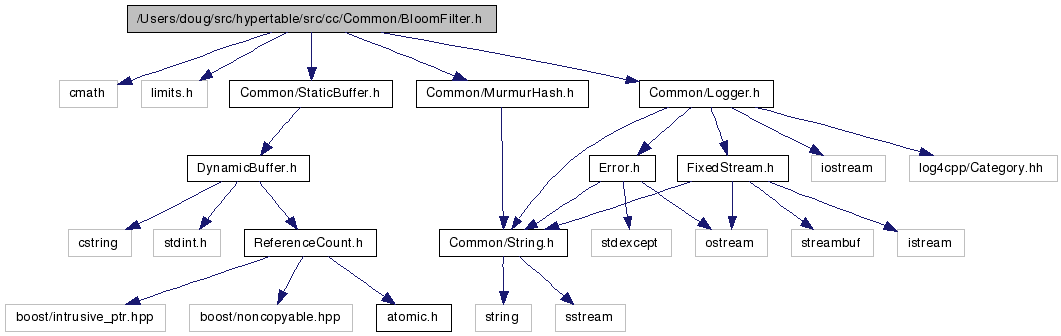 /Users/doug/src/hypertable/src/cc/Common/BloomFilter.h
cmath
limits.h
Common/StaticBuffer.h
Common/MurmurHash.h
Common/Logger.h
DynamicBuffer.h
Error.h
FixedStream.h
iostream
log4cpp/Category.hh
cstring
stdint.h
ReferenceCount.h
Common/String.h
stdexcept
ostream
streambuf
istream
boost/intrusive_ptr.hpp
boost/noncopyable.hpp
atomic.h
string
sstream